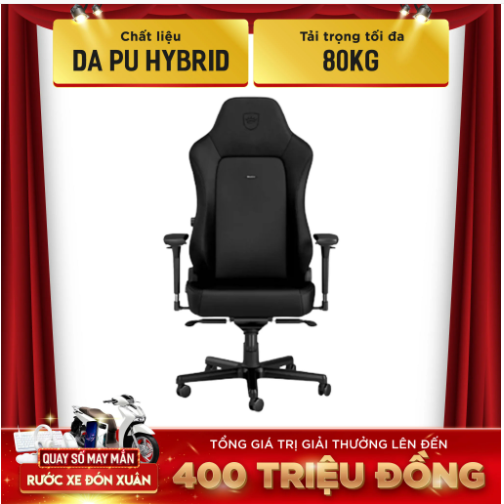 Chất liệu
DA PU HYBRID
Tải trọng tối đa
80KG
QUAY SỐ MAY MẮN
RƯỚC XE ĐÓN XUÂN
TỔNG GIÁ TRỊ GIẢI THƯỞNG LÊN ĐẾN
400 TRIỆU ĐỒNG